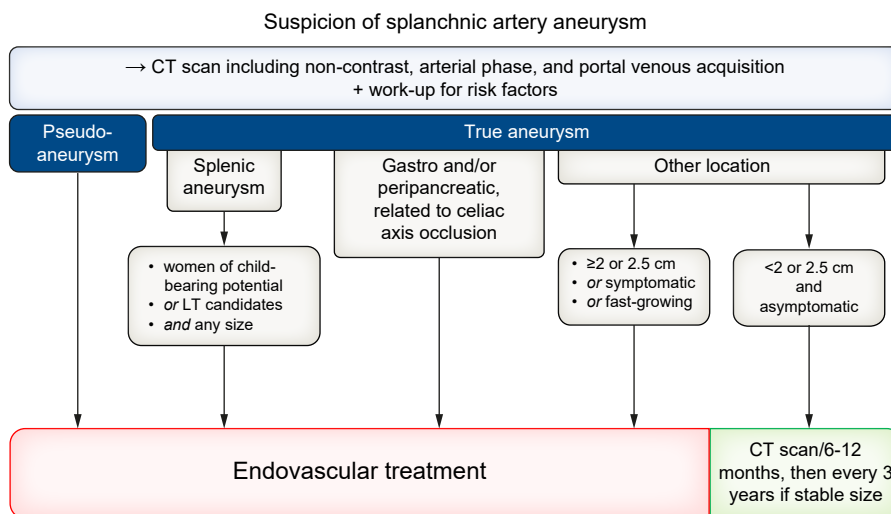 Suspicion of splanchnic artery aneurysm
→ CT scan including non-contrast, arterial phase, and portal venous acquisition
+ work-up for risk factors
Pseudo-
aneurysm
True aneurysm
Splenic
aneurysm
Gastro and/or
peripancreatic,
related to celiac
axis occlusion
Other location
• women of child-
bearing potential
• or LT candidates
• and any size
• ≥2 or 2.5 cm
• or symptomatic
• or fast-growing
<2 or 2.5 cm
and
asymptomatic
Endovascular treatment
CT scan/6-12
months, then every 3
years if stable size